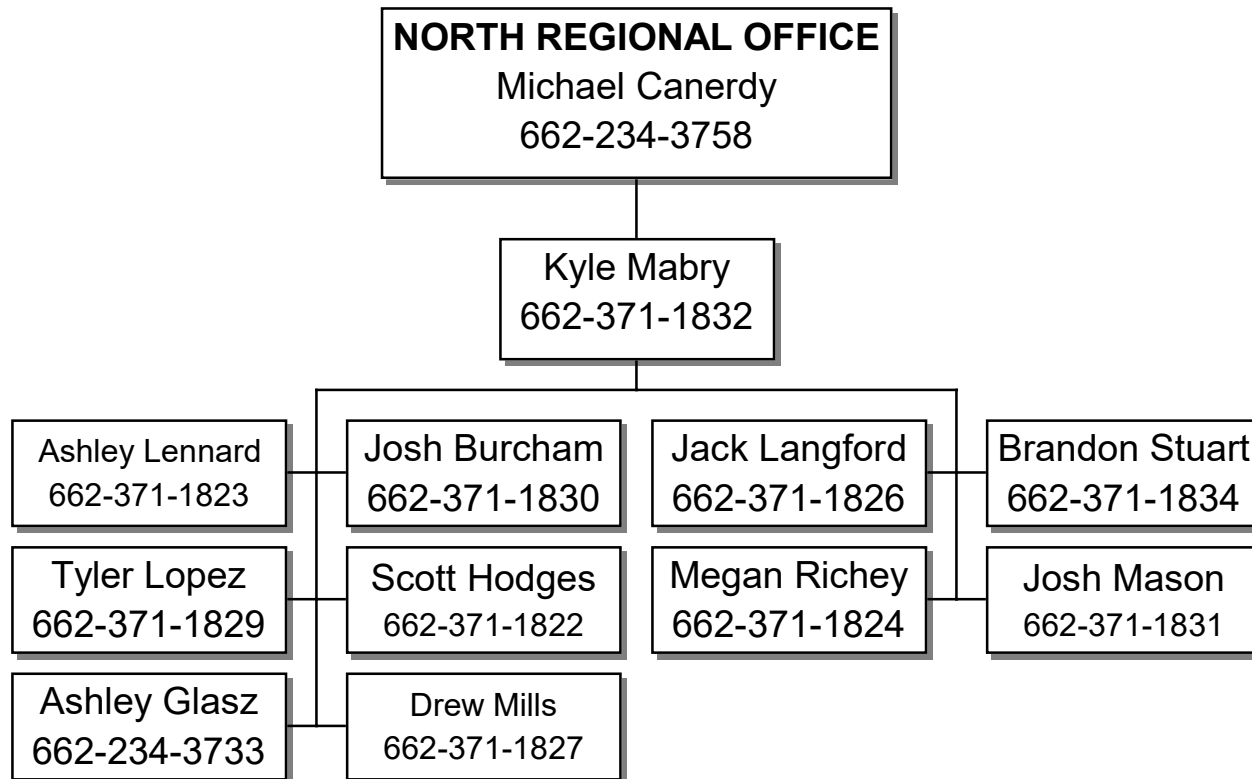 NORTH REGIONAL OFFICE
Michael Canerdy
662-234-3758
Kyle Mabry
662-371-1832
Ashley Lennard
662-371-1823
Josh Burcham
662-371-1830
Jack Langford
662-371-1826
Brandon Stuart
662-371-1834
Tyler Lopez
662-371-1829
Scott Hodges
662-371-1822
Megan Richey
662-371-1824
Josh Mason
662-371-1831
Ashley Glasz
662-234-3733
Drew Mills
662-371-1827